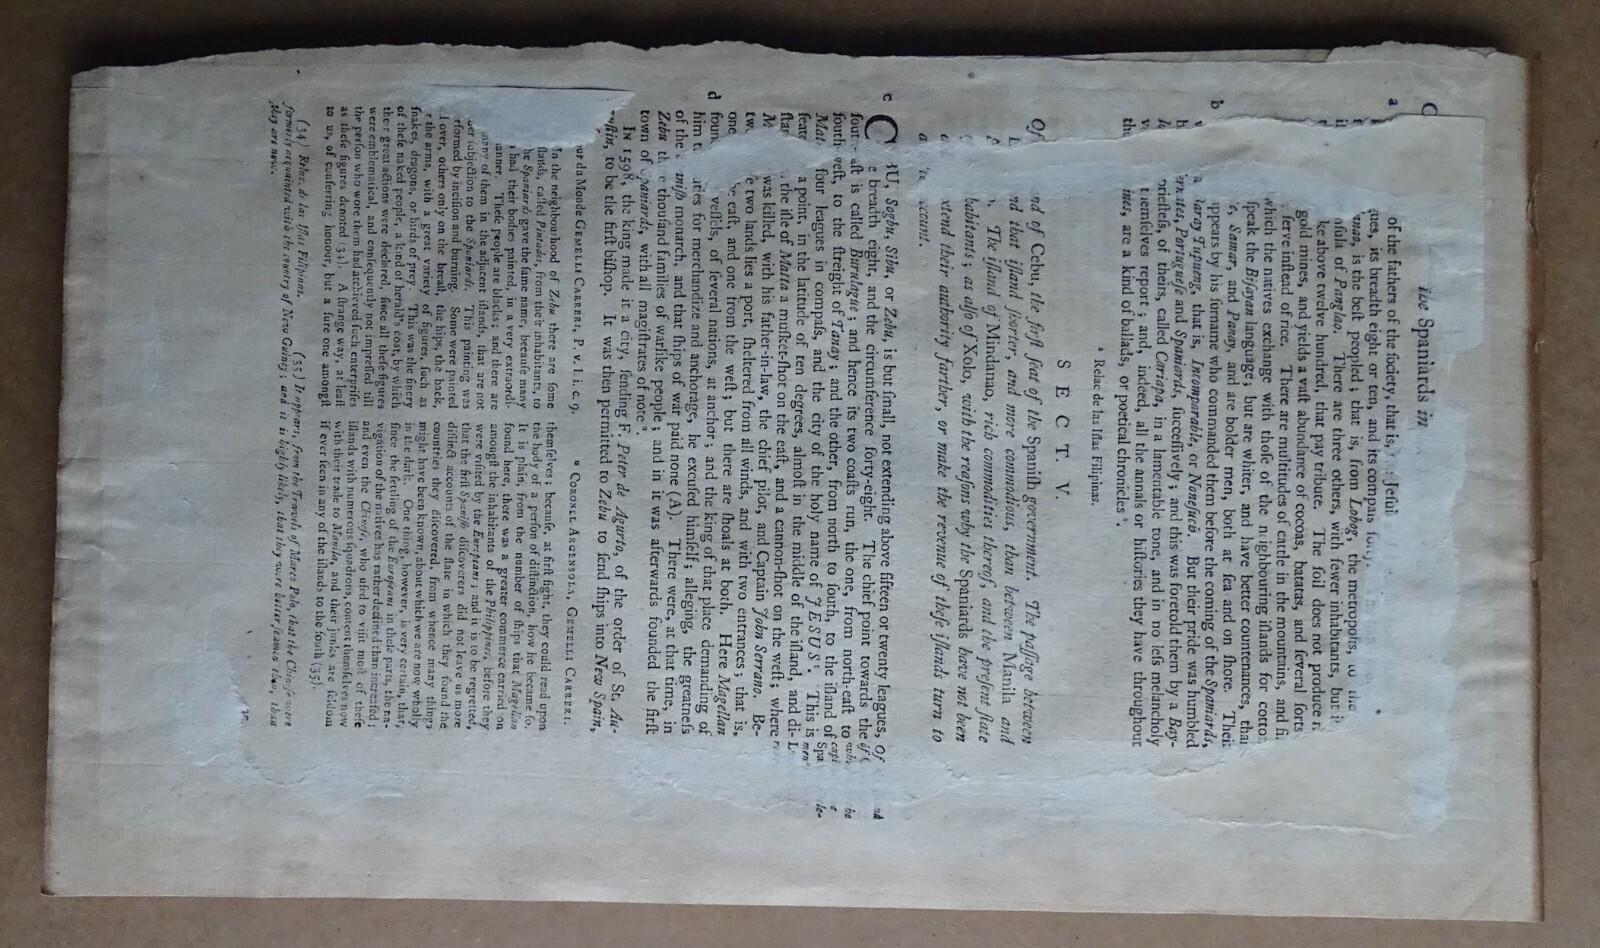 the Spaniards in
of the fathers of the ſociety, that is, Jeſui
its breadth eight or ten, and its compaſs
is the beſt peopled; that is, from Lobog, the metropolis, to the
of Panglao. There are three others, with fewer inhabitants, but
above twelve hundred, that pay tribute. The ſoil does not produce
gold mines, and yields a vaſt abundance of cocoas, batatas, and ſeveral ſorts
ſerve inſtead of rice. There are multitudes of cattle in the mountains, and
which the natives exchange with thoſe of the neighbouring iſlands for
ſpeak the Biſayan language; but are whiter, and have better countenances,
Samar, and Panay, and are bolder men, both at ſea and on ſhore.
appears by his ſurname who commanded them before the coming of the Spaniards,
that is, Incomparable, or Nonſuch. But their pride was humbled
Portugueſe and Spaniards, ſucceſſively; and this was foretold them by a Bay-
of theirs, called Cariapa, in a lamentable tone, and in no leſs melancholy
themſelves report; and, indeed, all the annals or hiſtories they have throughout
are a kind of ballads, or poetical chronicles a.
a Relac de las Iſlas Filipinas.
S E C T. V.
Of
of Cebu, the firſt ſeat of the Spaniſh government. The paſſage between
that iſland ſhorter, and more commodious, than between Manila and
The iſland of Mindanao, rich commodities thereof, and the preſent ſtate
as alſo of Xolo, with the reaſons why the Spaniards have not been
extend their authority farther, or make the revenue of theſe iſlands turn to
account.
Sogbu, Sibu, or Zebu, is but ſmall, not extending above fifteen or twenty leagues,
breadth eight, and the circumference forty-eight. The chief point towards the
is called Burulaque; and hence its two coaſts run, the one, from north-eaſt to
to the ſtreight of Tanay; and the other, from north to ſouth, to the iſland of
four leagues in compaſs, and the city of the holy name of JESUS. This is
a point, in the latitude of ten degrees, almoſt in the middle of the iſland, and di-
the iſle of Matta a muſket-ſhot on the eaſt, and a cannon-ſhot on the weſt; where
was killed, with his father-in-law, the chief pilot, and Captain John Serrano. Be-
two lands lies a port, ſheltered from all winds, and with two entrances; that is,
one eaſt, and one from the weſt; but there are ſhoals at both. Here Magellan
veſſels, of ſeveral nations, at anchor; and the king of that place demanding of
him for merchandize and anchorage, he excuſed himſelf; alleging, the greatneſs
of the monarch, and that ſhips of war paid none (A). There were, at that time, in
Zebu thouſand families of warlike people; and in it was afterwards founded the firſt
town of Spaniards, with all magiſtrates of note.
IN 1598, the king made it a city, ſending F. Peter de Agurto, of the order of St. Au-
ſtin, to be the firſt biſhop. It was then permitted to Zebu to ſend ſhips into New Spain,
du Monde GEMELLI CARRERI, P. v. l. i. c. 9.
CORONEL ARGENSOLA, GEMELLI CARRERI.
In the neighbourhood of Zebu there are ſome
iſlands, called Pintados, from their inhabitants, to
the Spaniards gave the ſame name, becauſe many
had their bodies painted, in a very extraordi-
manner. Theſe people are blacks; and there are
many of them in the adjacent iſlands, that are not
ſubjection to the Spaniards. This painting was
performed by inciſion and burning. Some were painted
all over, others only on the breaſt, the hips, the back,
or the arms, with a great variety of figures, ſuch as
ſnakes, dragons, or birds of prey. This was the finery
of theſe naked people, a kind of herald's coat, by which
their great actions were declared, ſince all theſe figures
were emblematical, and conſequently not impreſſed till
the perſon who wore them had atchieved ſuch enterpriſes
as theſe figures denoted (34). A ſtrange way, at leaſt
to us, of conferring honour, but a ſure one amongſt
themſelves; becauſe, at firſt ſight, they could read upon
the body of a perſon of diſtinction, how he became ſo.
It is plain, from the number of ſhips that Magellan
found here, there was a greater commerce carried on
amongſt the inhabitants of the Philippines, before they
were viſited by the Europeans; and it is to be regretted,
that the firſt Spaniſh diſcoverers did not leave us more
diſtinct accounts of the ſtate in which they found the
countries they diſcovered, from whence many things
might have been known, about which we are now wholly
in the dark. One thing, however, is very certain, that,
ſince the ſettling of the Europeans in theſe parts, the na-
vigation of the natives has rather declined than increaſed;
and even the Chineſe, who uſed to viſit moſt of theſe
iſlands with numerous ſquadrons, content themſelves now
with their trade to Manila, and their junks are ſeldom
if ever ſeen in any of the iſlands to the ſouth (35).
(34) Relac. de las Iſlas Filipinas. (35) It appears, from the Travels of Marco Polo, that the Chineſe were
formerly acquainted with the country of New Guiney; and it is highly likely, that they were better ſeamen then, than
they are now.